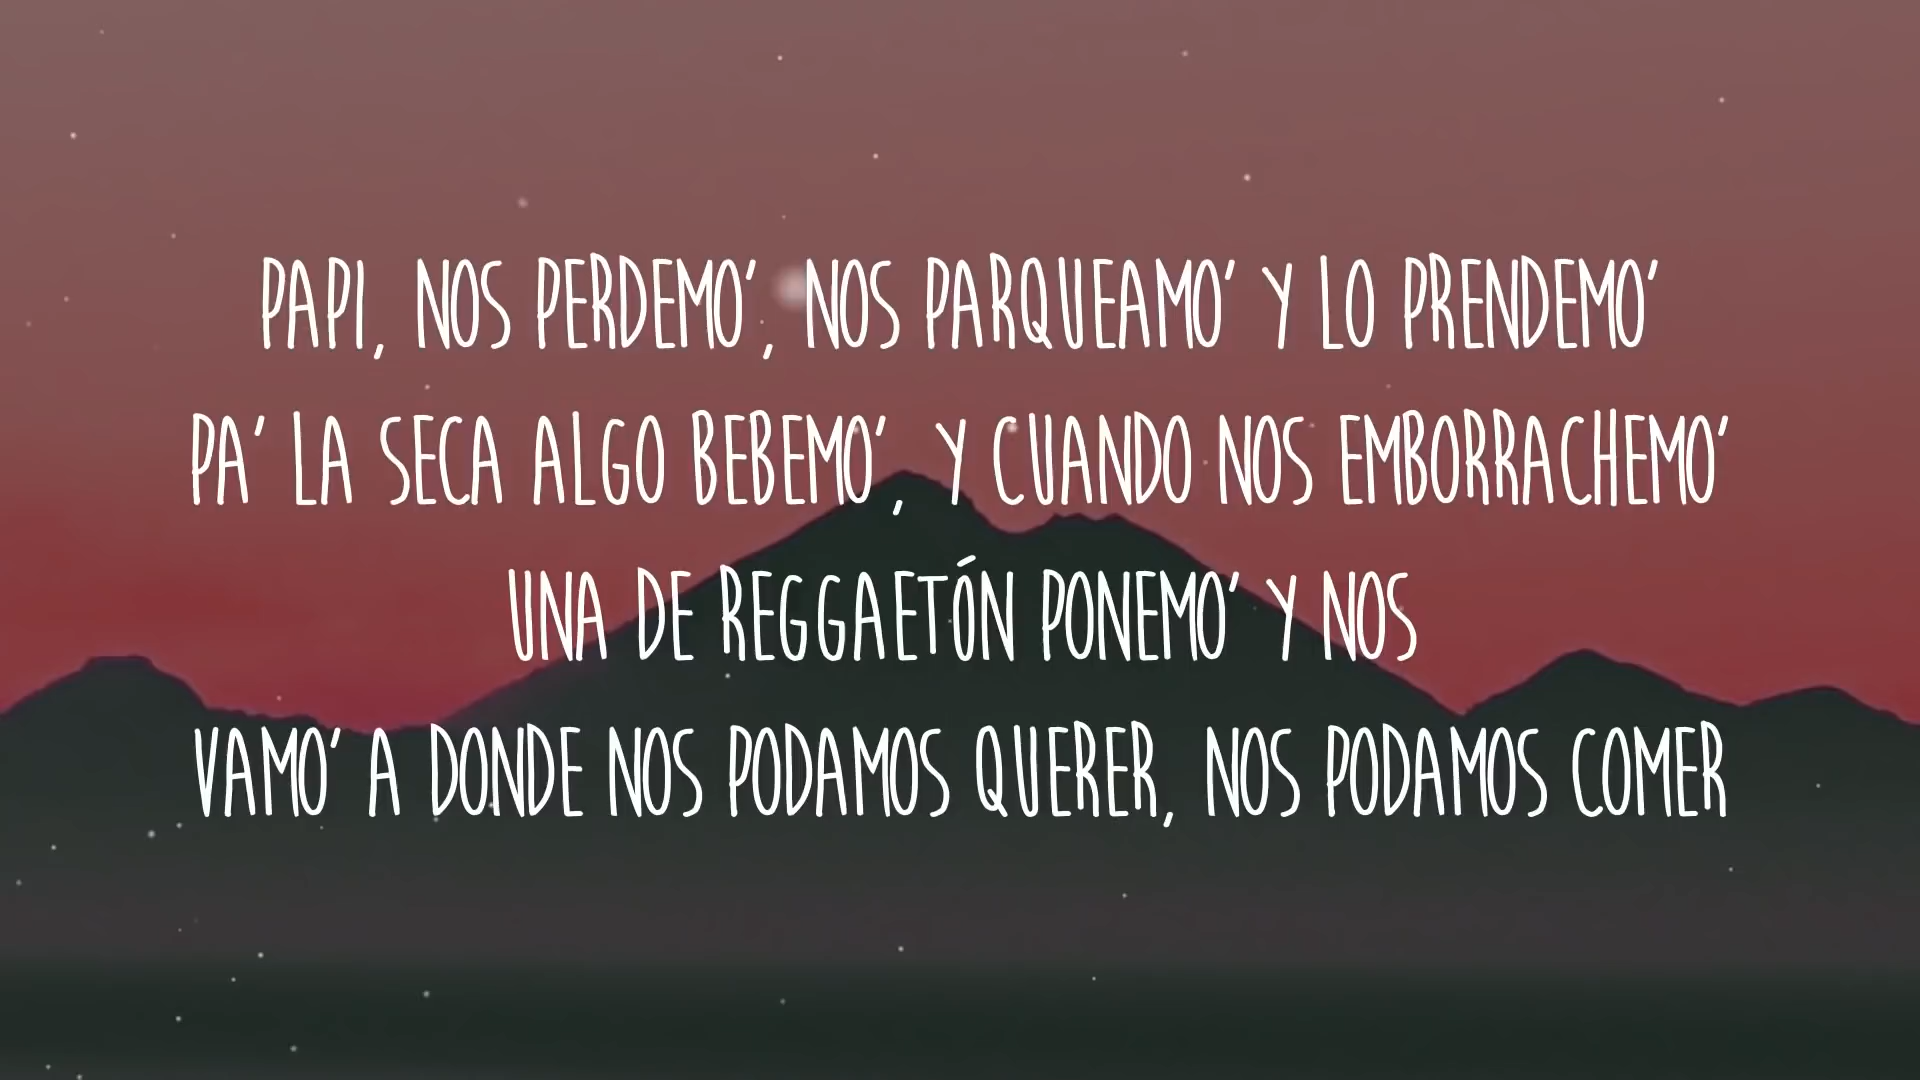 PAPI, NOS PERDEMO', NOS PARQUEAMO' Y LO PRENDEMO'
PA' LA SECA ALGO BEBEMO', Y CUANDO NOS EMBORRACHEMO'
UNA DE REGGAETÓN PONEMO' Y NOS
VAMO' A DONDE NOS PODAMOS QUERER, NOS PODAMOS COMER